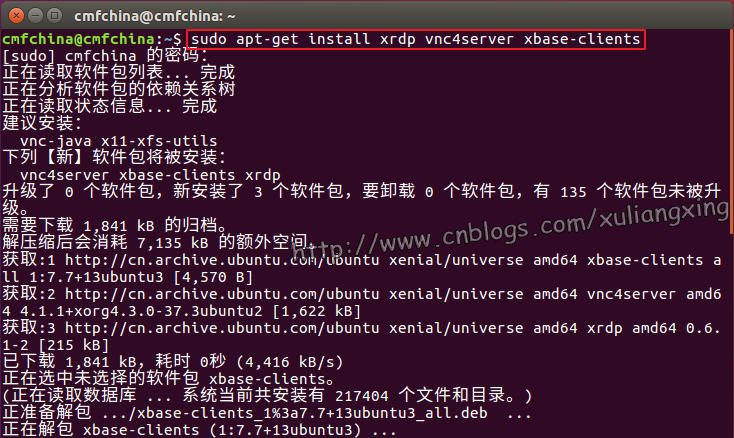 cmfchina@cmfchina: ~
cmfchina@cmfchina:~$ sudo apt-get install xrdp vnc4server xbase-clients
[sudo] cmfchina 的密码：
正在读取软件包列表... 完成
正在分析软件包的依赖关系树
正在读取状态信息... 完成
建议安装：
vnc-java x11-xfs-utils
下列【新】软件包将被安装：
vnc4server xbase-clients xrdp
升级了 0 个软件包，新安装了 3 个软件包，要卸载 0 个软件包，有 135 个软件包未被升
级。
需要下载 1,841 kB 的归档。
解压缩后会消耗 7,135 kB 的额外空间。
获取:1 http://cn.archive.ubuntu.com/ubuntu xenial/universe amd64 xbase-clients a
ll 1:7.7+13ubuntu3 [4,570 B]
获取:2 http://cn.archive.ubuntu.com/ubuntu xenial/universe amd64 vnc4server amd6
4 4.1.1+xorg4.3.0-37.3ubuntu2 [1,622 kB]
获取:3 http://cn.archive.ubuntu.com/ubuntu xenial/universe amd64 xrdp amd64 0.6.
1-2 [215 kB]
已下载 1,841 kB，耗时 0秒 (4,416 kB/s)
正在选中未选择的软件包 xbase-clients。
(正在读取数据库 ... 系统当前共安装有 217404 个文件和目录。)
正准备解包 .../xbase-clients_1%3a7.7+13ubuntu3_all.deb ...
正在解包 xbase-clients (1:7.7+13ubuntu3) ...
http://www.cnblogs.com/xuliangxing